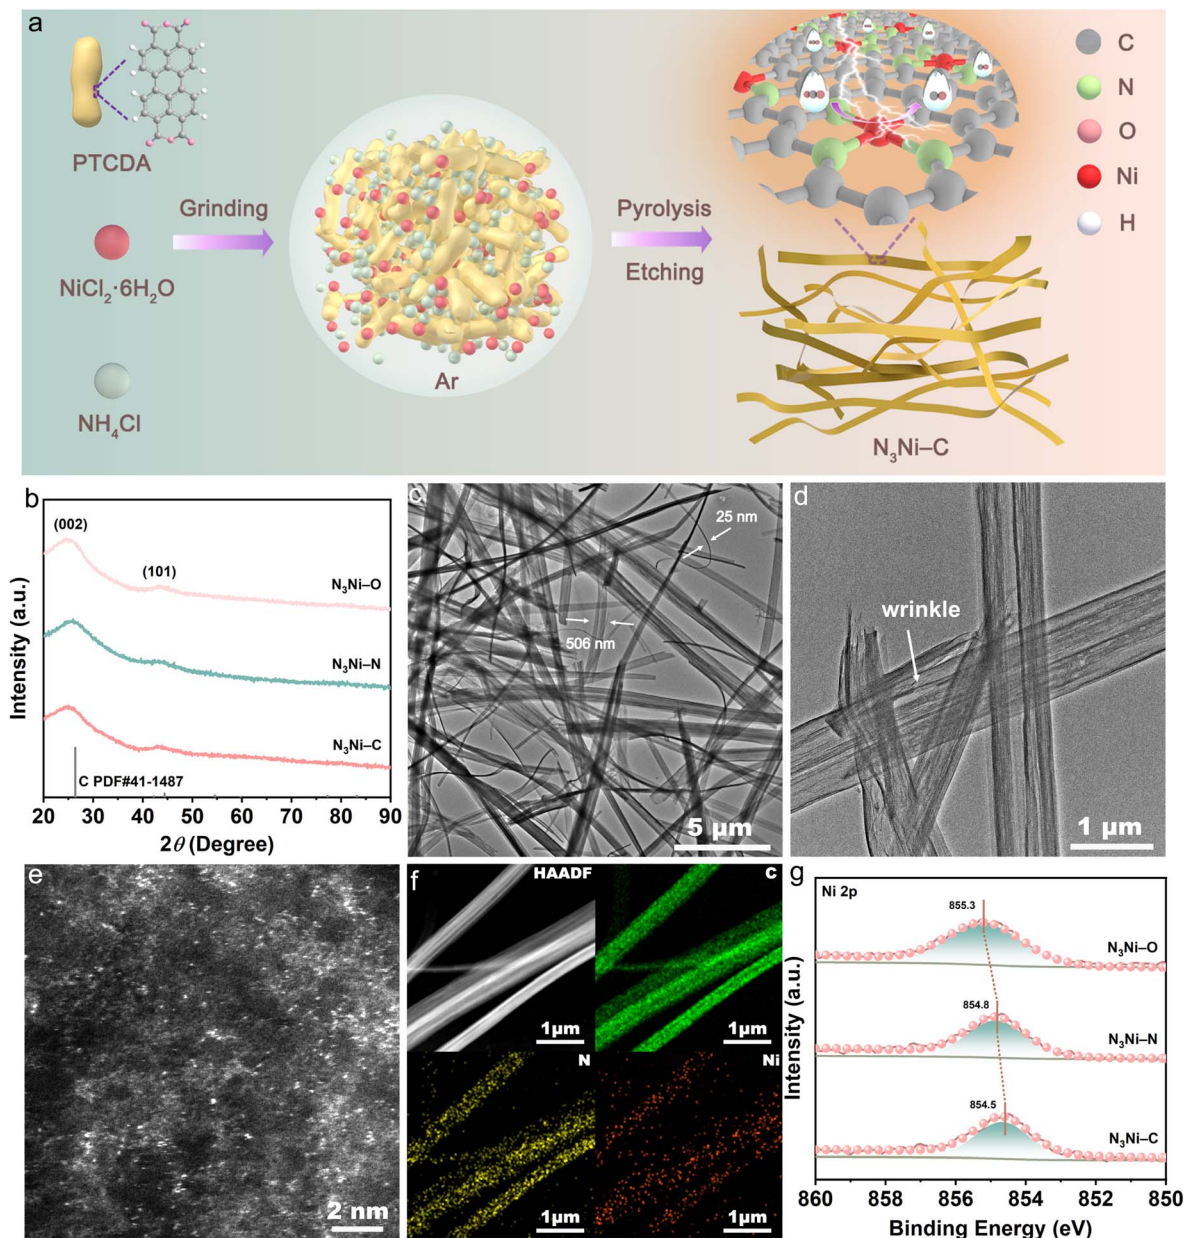 a
PTCDA
NiCl₂·6H₂O
NH₄Cl
Grinding
Ar
Pyrolysis
Etching
N₃Ni–C
C
N
O
Ni
H
b
(002)
(101)
N₃Ni–O
N₃Ni–N
N₃Ni–C
C PDF#41-1487
Intensity (a.u.)
20 30 40 50 60 70 80 90
2θ (Degree)
c
25 nm
506 nm
5 μm
d
wrinkle
1 μm
e
2 nm
f
HAADF
1μm
C
1μm
N
1μm
Ni
1μm
g
Ni 2p
855.3
N₃Ni–O
854.8
N₃Ni–N
854.5
N₃Ni–C
Intensity (a.u.)
860 858 856 854 852 850
Binding Energy (eV)